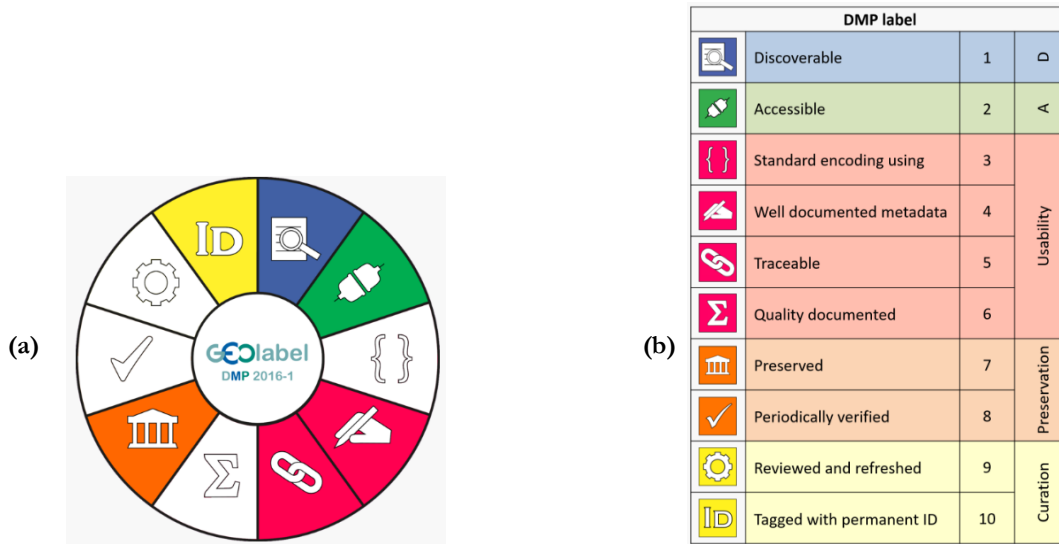 (a)
ID
GEOlabel
DMP 2016-1
{ }
Σ
(b)
DMP label
Discoverable 1 D
Accessible 2 A
{ } Standard encoding using 3 Usability
Well documented metadata 4
Traceable 5
Σ Quality documented 6
Preserved 7 Preservation
Periodically verified 8
Reviewed and refreshed 9 Curation
ID Tagged with permanent ID 10